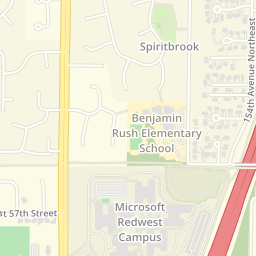 Spiritbrook
154th Avenue Northeast
Benjamin
Rush Elementary
School
Microsoft
Redwest
Campus
st 57th Street